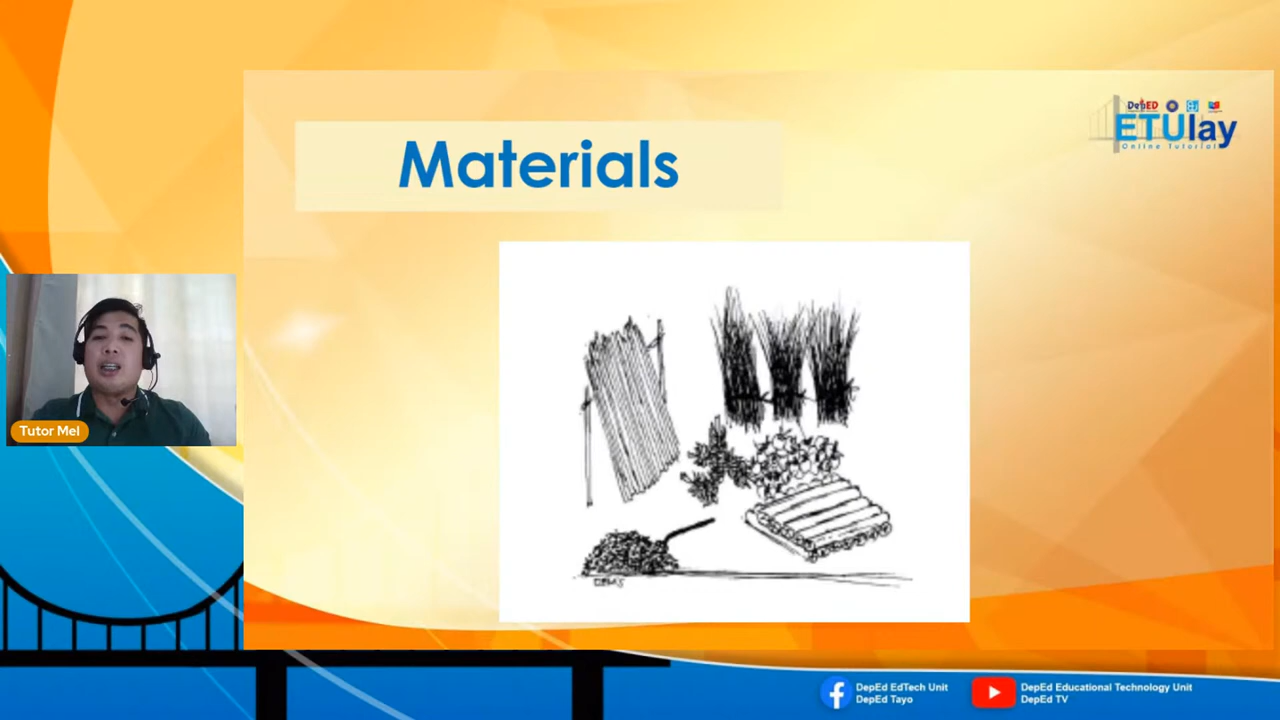 DepED
ETUlay
Online Tutorial
Materials
Tutor Mel
DepEd EdTech Unit
DepEd Tayo
DepEd Educational Technology Unit
DepEd TV